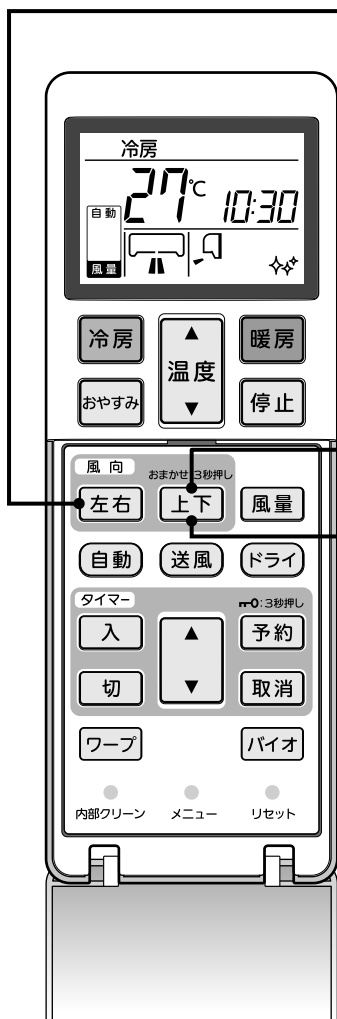 冷房
27℃ 10:30
自動
風量
冷房 暖房
温度
▲
▼
おやすみ 停止
風向 おまかせ:3秒押し
左右 上下 風量
自動 送風 ドライ
タイマー :3秒押し
入 ▲ 予約
切 ▼ 取消
ワープ バイオ
内部クリーン メニュー リセット